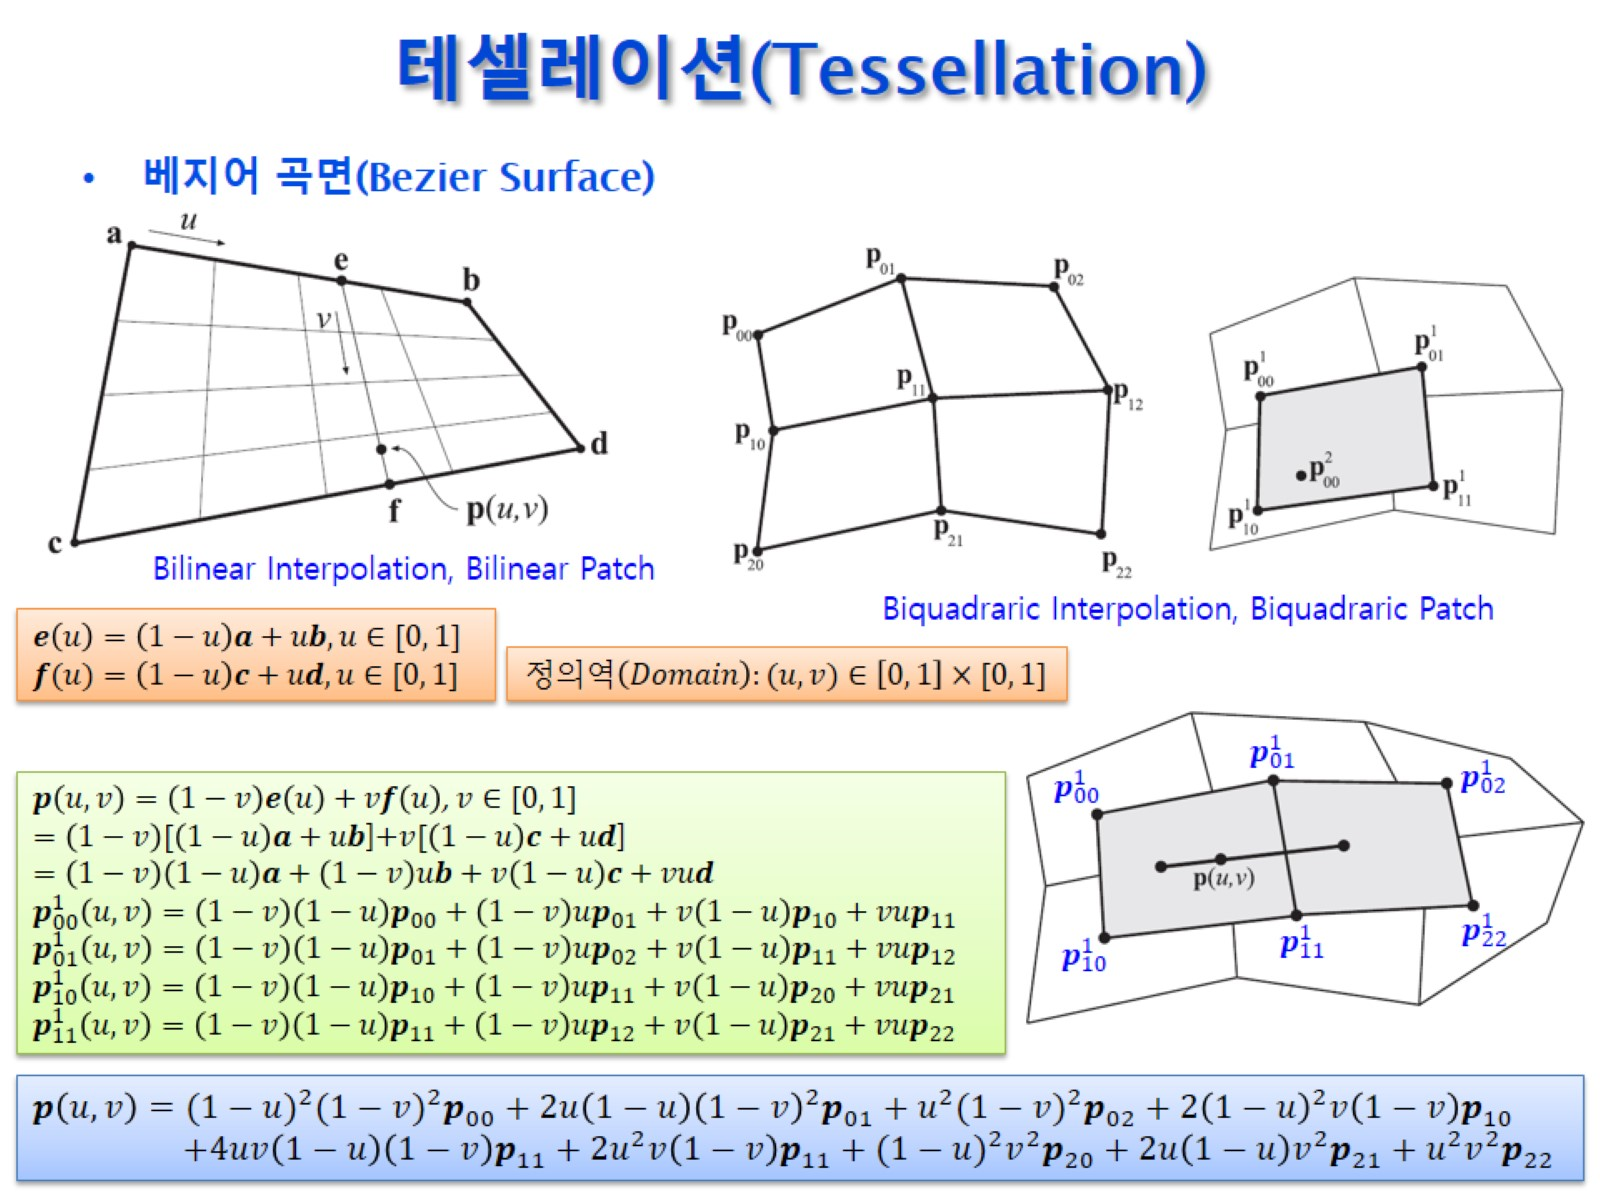 테셀레이션(Tessellation)
• 베지어 곡면(Bezier Surface)
a u e b
v
c f d p(u,v)
Bilinear Interpolation, Bilinear Patch
p₀₁ p₀₂
p₀₀ p₁₁ p₁₂
p₁₀
p₂₀ p₂₁ p₂₂
p¹₀₀ p¹₀₁
p²₀₀
p¹₁₀ p¹₁₁
Biquadraric Interpolation, Biquadraric Patch
e(u) = (1 − u)a + ub, u ∈ [0, 1]
f(u) = (1 − u)c + ud, u ∈ [0, 1]
정의역(Domain): (u, v) ∈ [0, 1] × [0, 1]
p(u, v) = (1 − v)e(u) + vf(u), v ∈ [0, 1]
= (1 − v)[(1 − u)a + ub]+v[(1 − u)c + ud]
= (1 − v)(1 − u)a + (1 − v)ub + v(1 − u)c + vud
p¹₀₀(u, v) = (1 − v)(1 − u)p₀₀ + (1 − v)up₀₁ + v(1 − u)p₁₀ + vup₁₁
p¹₀₁(u, v) = (1 − v)(1 − u)p₀₁ + (1 − v)up₀₂ + v(1 − u)p₁₁ + vup₁₂
p¹₁₀(u, v) = (1 − v)(1 − u)p₁₀ + (1 − v)up₁₁ + v(1 − u)p₂₀ + vup₂₁
p¹₁₁(u, v) = (1 − v)(1 − u)p₁₁ + (1 − v)up₁₂ + v(1 − u)p₂₁ + vup₂₂
p¹₀₀ p¹₀₁ p¹₀₂
p(u,v)
p¹₁₀ p¹₁₁ p¹₂₂
p(u, v) = (1 − u)²(1 − v)²p₀₀ + 2u(1 − u)(1 − v)²p₀₁ + u²(1 − v)²p₀₂ + 2(1 − u)²v(1 − v)p₁₀
+4uv(1 − u)(1 − v)p₁₁ + 2u²v(1 − v)p₁₁ + (1 − u)²v²p₂₀ + 2u(1 − u)v²p₂₁ + u²v²p₂₂